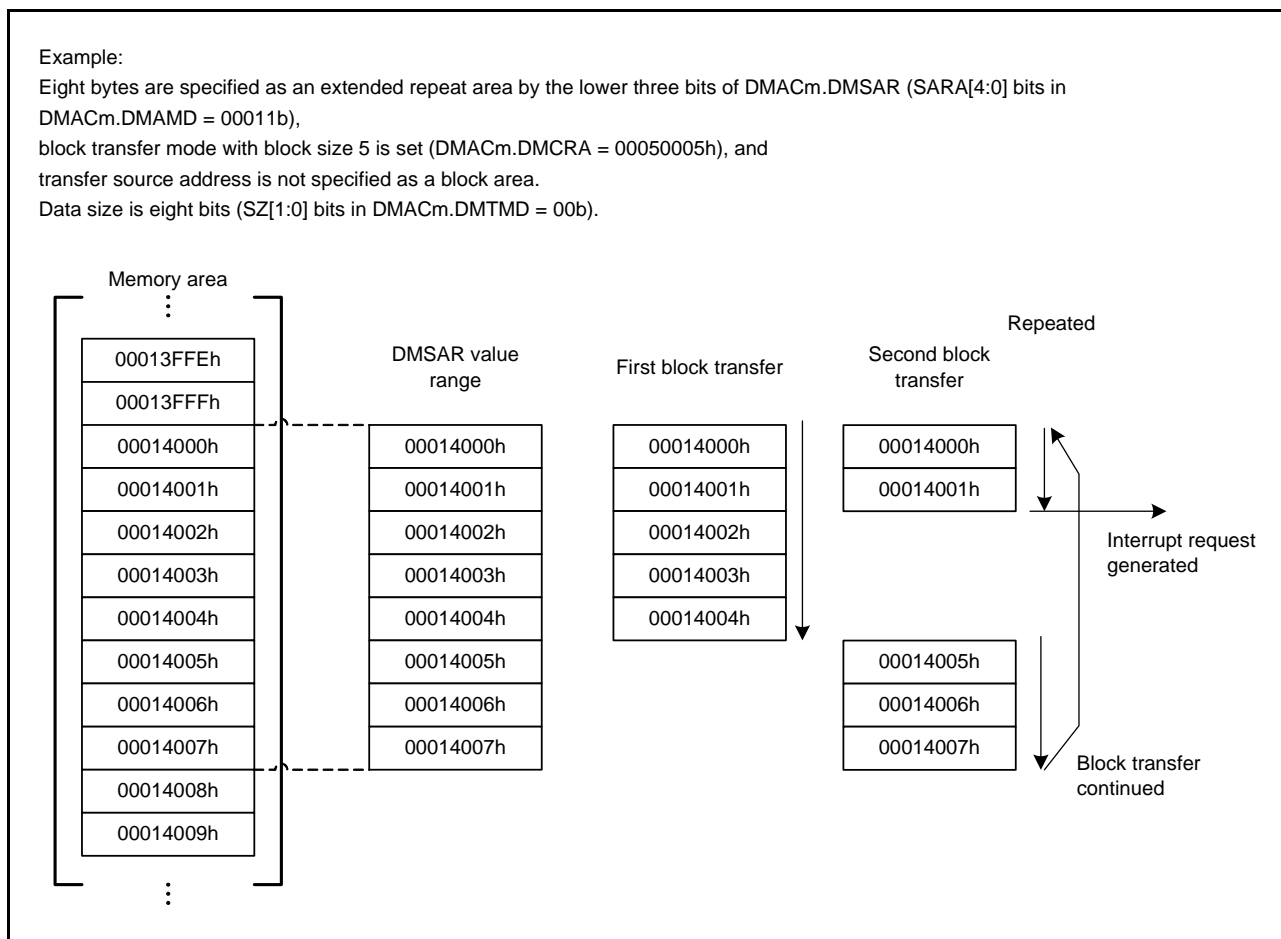 Example:
Eight bytes are specified as an extended repeat area by the lower three bits of DMACm.DMSAR (SARA[4:0] bits in
DMACm.DMAMD = 00011b),
block transfer mode with block size 5 is set (DMACm.DMCRA = 00050005h), and
transfer source address is not specified as a block area.
Data size is eight bits (SZ[1:0] bits in DMACm.DMTMD = 00b).
Memory area
00013FFEh
00013FFFh
00014000h
00014001h
00014002h
00014003h
00014004h
00014005h
00014006h
00014007h
00014008h
00014009h
DMSAR value
range
00014000h
00014001h
00014002h
00014003h
00014004h
00014005h
00014006h
00014007h
First block transfer
00014000h
00014001h
00014002h
00014003h
00014004h
Second block
transfer
00014000h
00014001h
00014005h
00014006h
00014007h
Repeated
Interrupt request
generated
Block transfer
continued